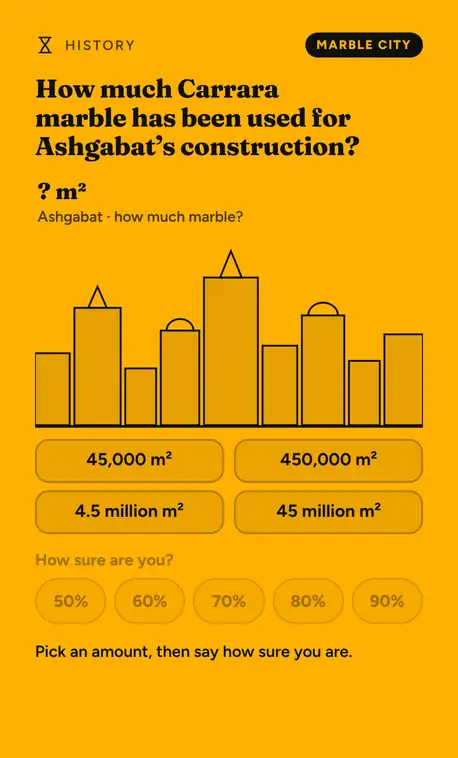 HISTORY
MARBLE CITY
How much Carrara
marble has been used for
Ashgabat’s construction?
? m²
Ashgabat · how much marble?
45,000 m²
450,000 m²
4.5 million m²
45 million m²
How sure are you?
50%
60%
70%
80%
90%
Pick an amount, then say how sure you are.